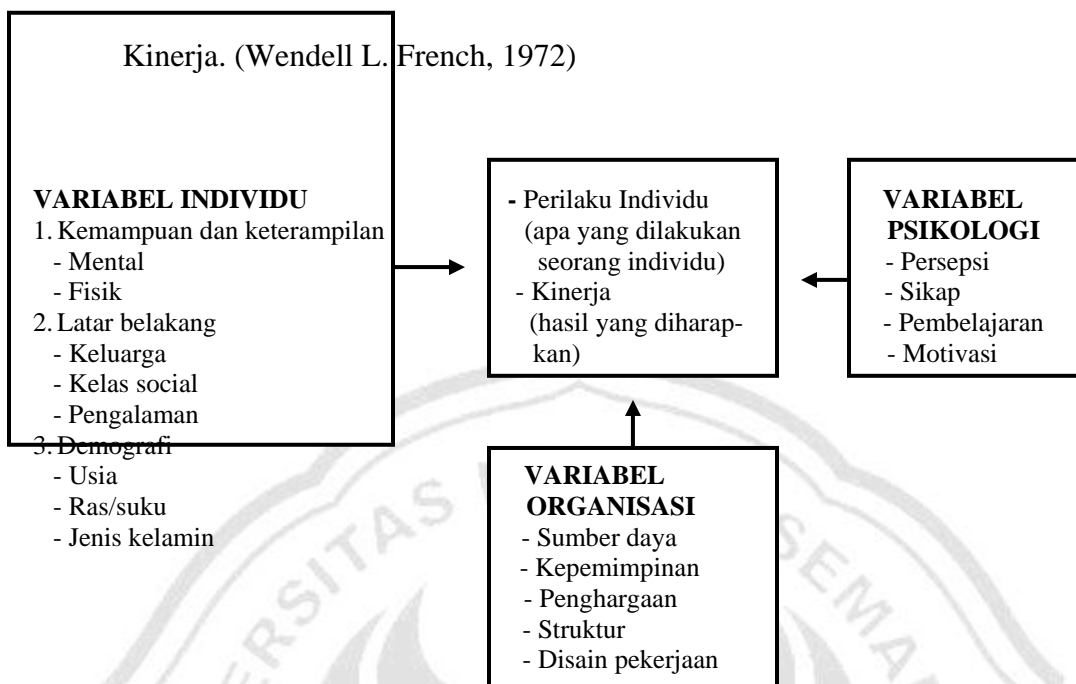 Kinerja. (Wendell L. French, 1972)
VARIABEL INDIVIDU
1. Kemampuan dan keterampilan
- Mental
- Fisik
2. Latar belakang
- Keluarga
- Kelas social
- Pengalaman
3. Demografi
- Usia
- Ras/suku
- Jenis kelamin
- Perilaku Individu
(apa yang dilakukan
seorang individu)
- Kinerja
(hasil yang diharap-
kan)
VARIABEL
PSIKOLOGI
- Persepsi
- Sikap
- Pembelajaran
- Motivasi
VARIABEL
ORGANISASI
- Sumber daya
- Kepemimpinan
- Penghargaan
- Struktur
- Disain pekerjaan